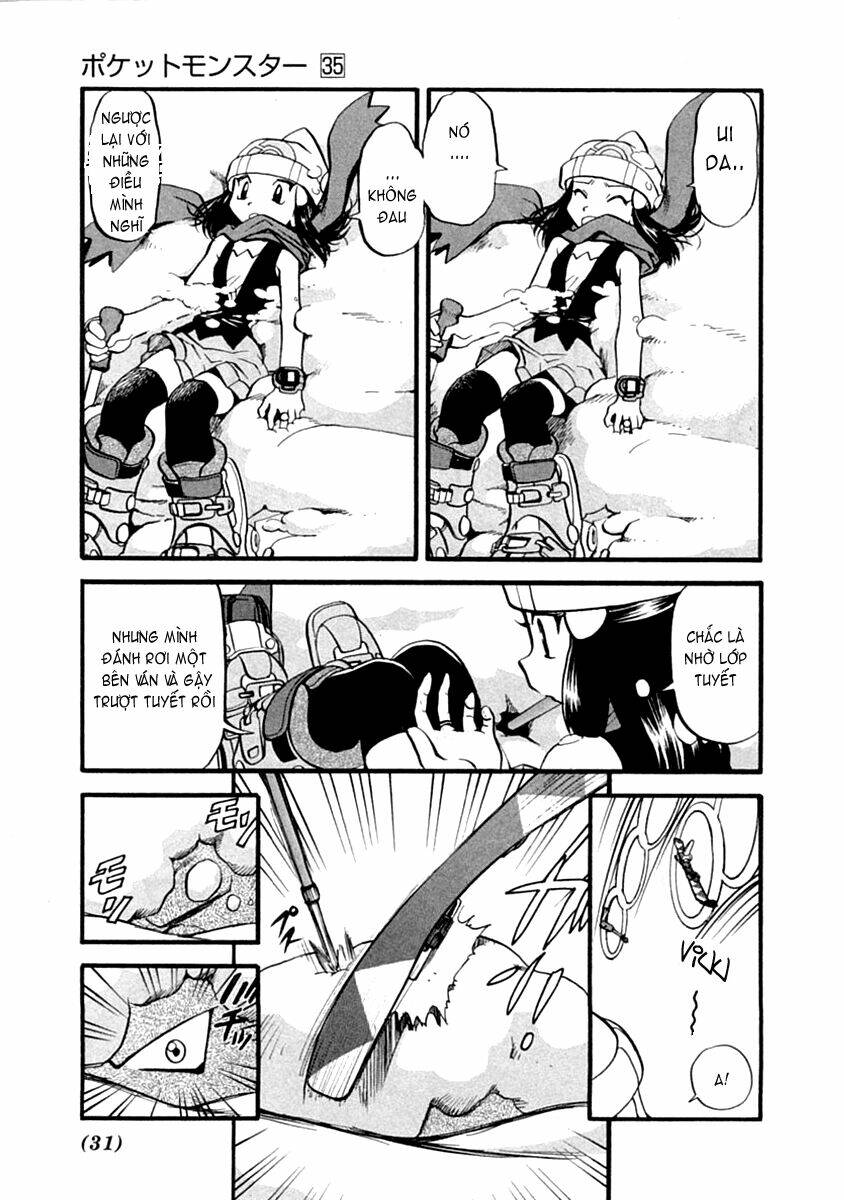 ポケットモンスター 35
UI
DA..
NÓ
....
...
KHÔNG
ĐAU
NGƯỢC
LẠI VỚI
NHỮNG
ĐIỀU
MÌNH
NGHĨ
CHẮC LÀ
NHỜ LỚP
TUYẾT
NHƯNG MÌNH
ĐÁNH RƠI MỘT
BÊN VÁN VÀ GẬY
TRƯỢT TUYẾT RỒI
A!
プス
モソ
モソ
(31)